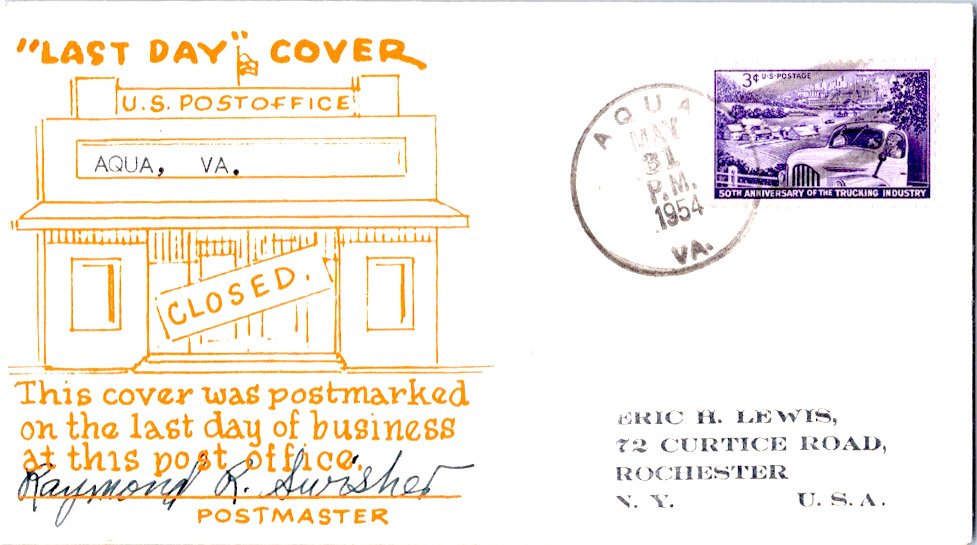 "LAST DAY" COVER
U.S. POSTOFFICE
AQUA, VA.
CLOSED.
This cover was postmarked
on the last day of business
at this post office.
Raymond R. Swisher
POSTMASTER
AQUA
MAY
31
P.M.
1954
VA.
3¢ U.S. POSTAGE
50TH ANNIVERSARY OF THE TRUCKING INDUSTRY
ERIC H. LEWIS,
72 CURTICE ROAD,
ROCHESTER
N. Y. U. S. A.